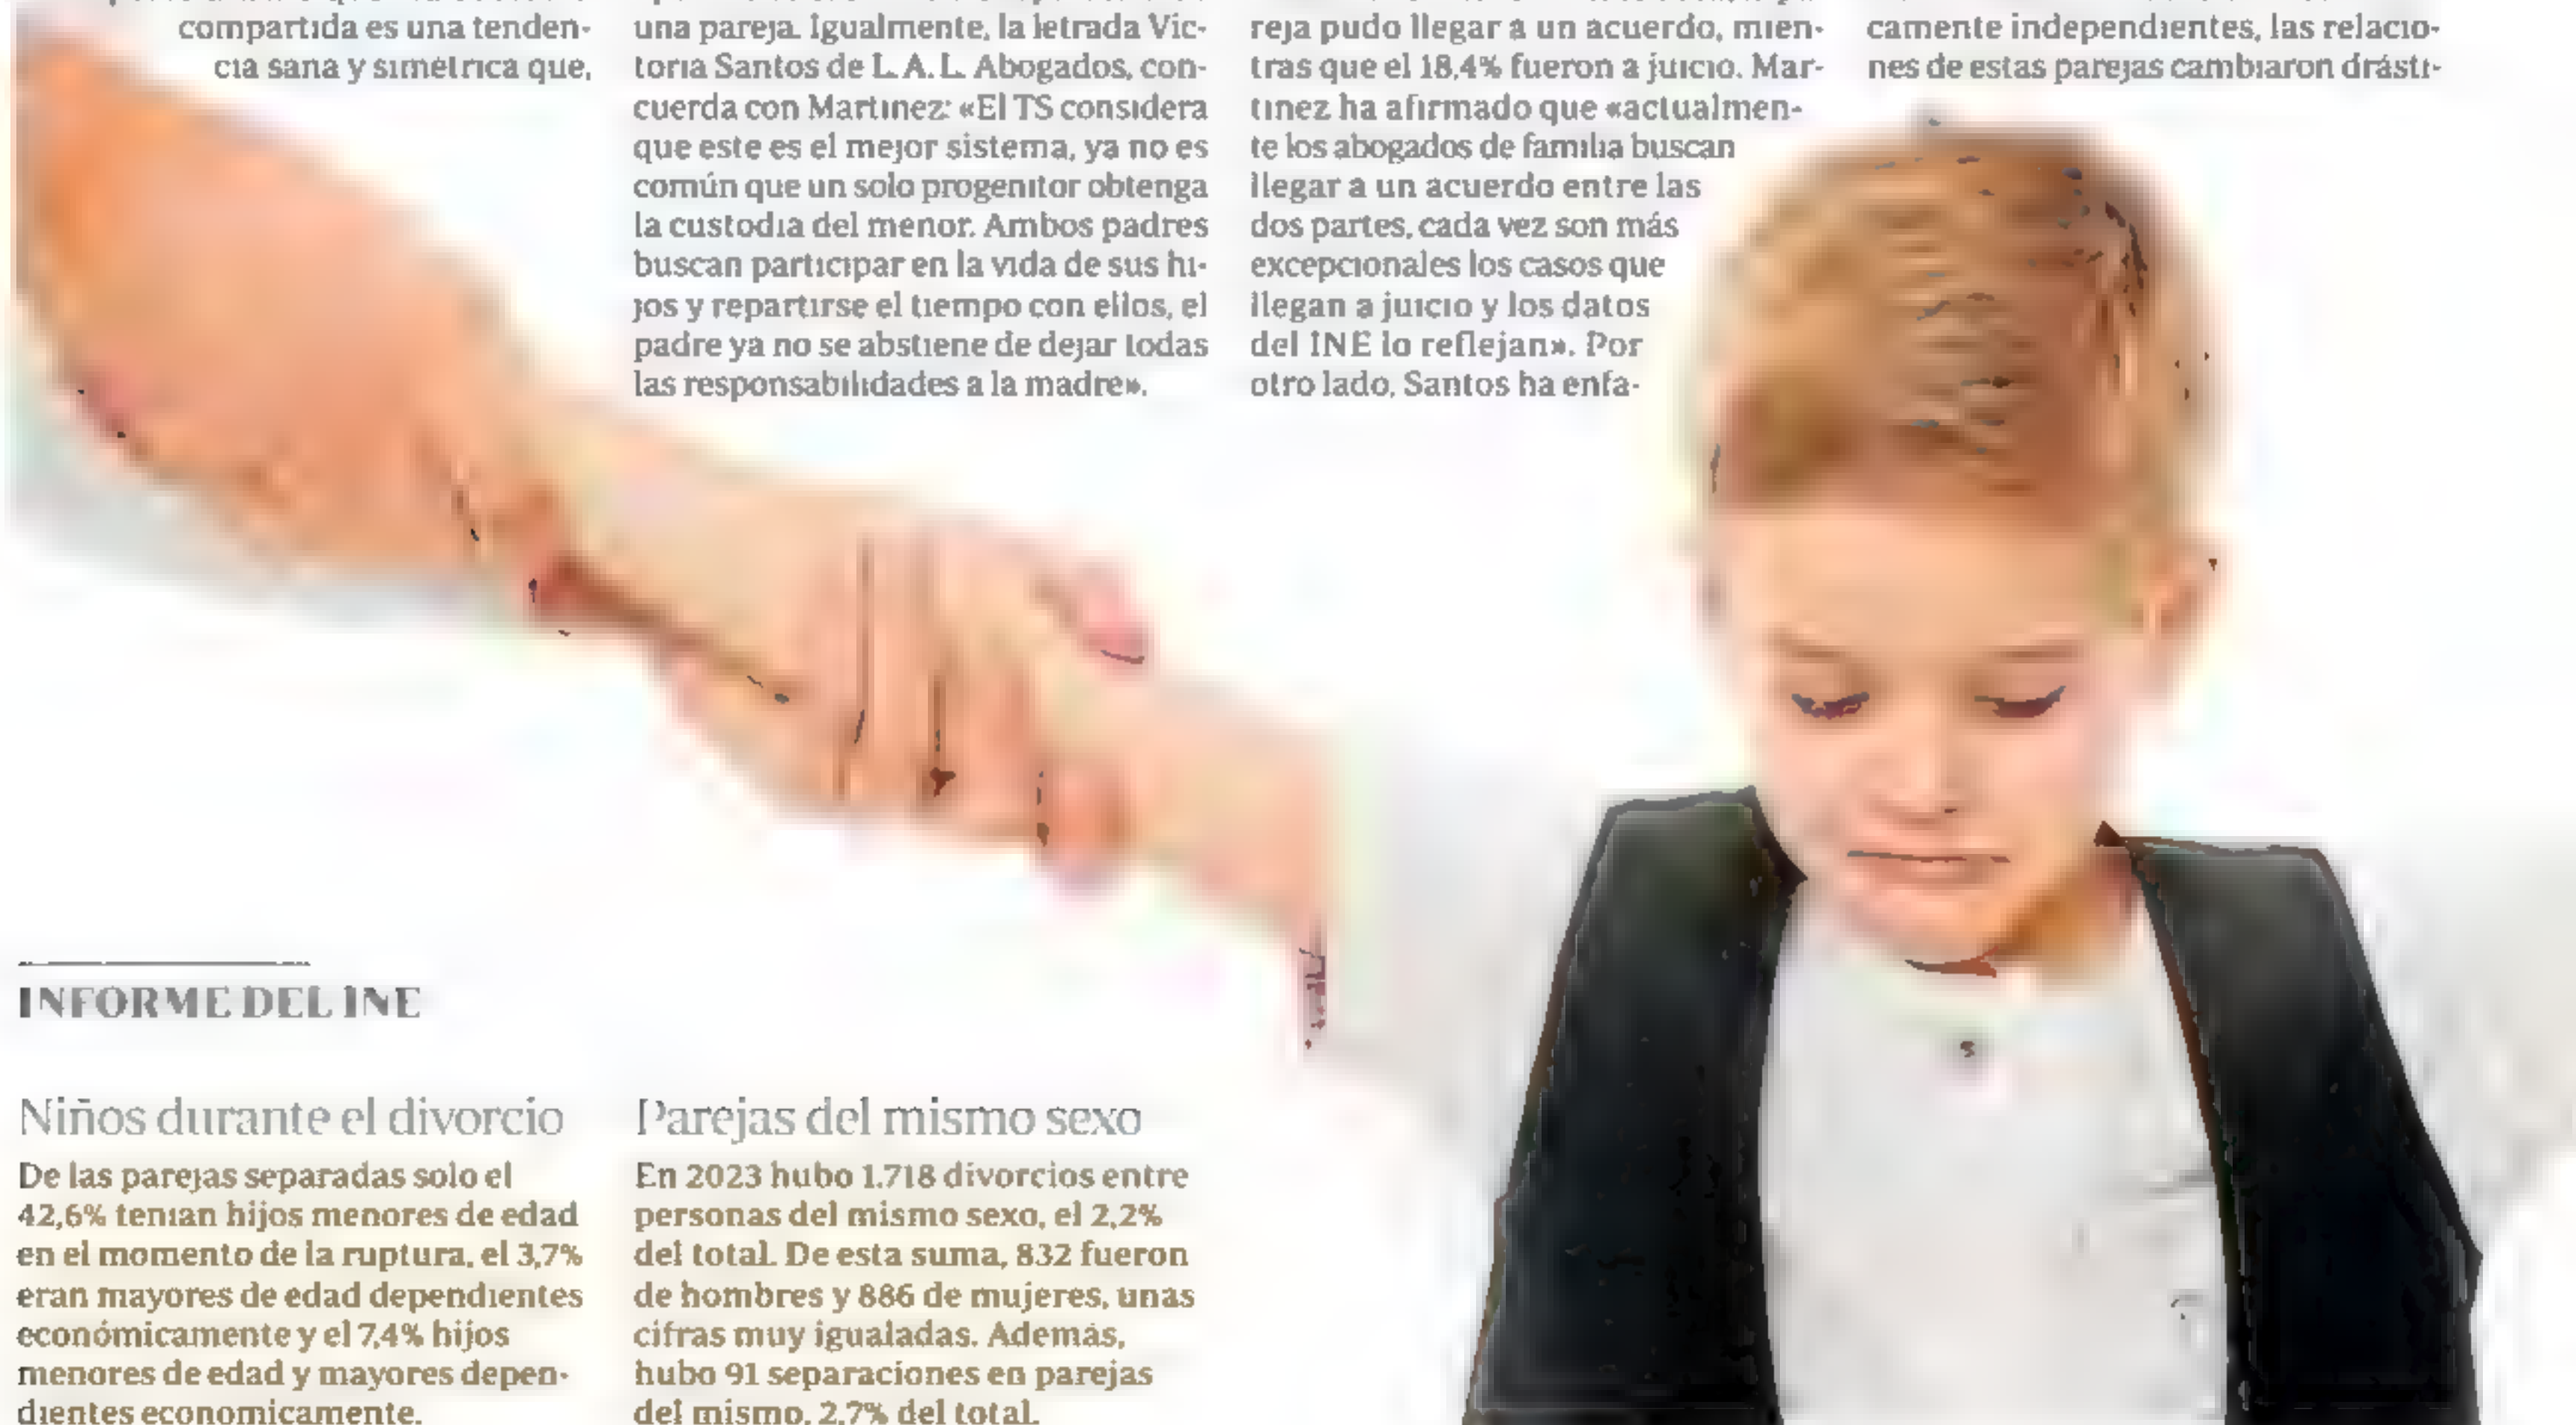 compartida es una tenden-
cia sana y simétrica que,
una pareja. Igualmente, la letrada Vic-
toria Santos de L.A.L. Abogados, con-
cuerda con Martínez: «El TS considera
que este es el mejor sistema, ya no es
común que un solo progenitor obtenga
la custodia del menor. Ambos padres
buscan participar en la vida de sus hi-
jos y repartirse el tiempo con ellos, el
padre ya no se abstiene de dejar todas
las responsabilidades a la madre».
reja pudo llegar a un acuerdo, mien-
tras que el 18,4% fueron a juicio. Mar-
tínez ha afirmado que «actualmen-
te los abogados de familia buscan
llegar a un acuerdo entre las
dos partes, cada vez son más
excepcionales los casos que
llegan a juicio y los datos
del INE lo reflejan». Por
otro lado, Santos ha enfa-
camente independientes, las relacio-
nes de estas parejas cambiaron drásti-
INFORME DEL INE
Niños durante el divorcio
De las parejas separadas solo el
42,6% tenían hijos menores de edad
en el momento de la ruptura, el 3,7%
eran mayores de edad dependientes
económicamente y el 7,4% hijos
menores de edad y mayores depen-
dientes economicamente.
Parejas del mismo sexo
En 2023 hubo 1.718 divorcios entre
personas del mismo sexo, el 2,2%
del total. De esta suma, 832 fueron
de hombres y 886 de mujeres, unas
cifras muy igualadas. Además,
hubo 91 separaciones en parejas
del mismo, 2,7% del total.